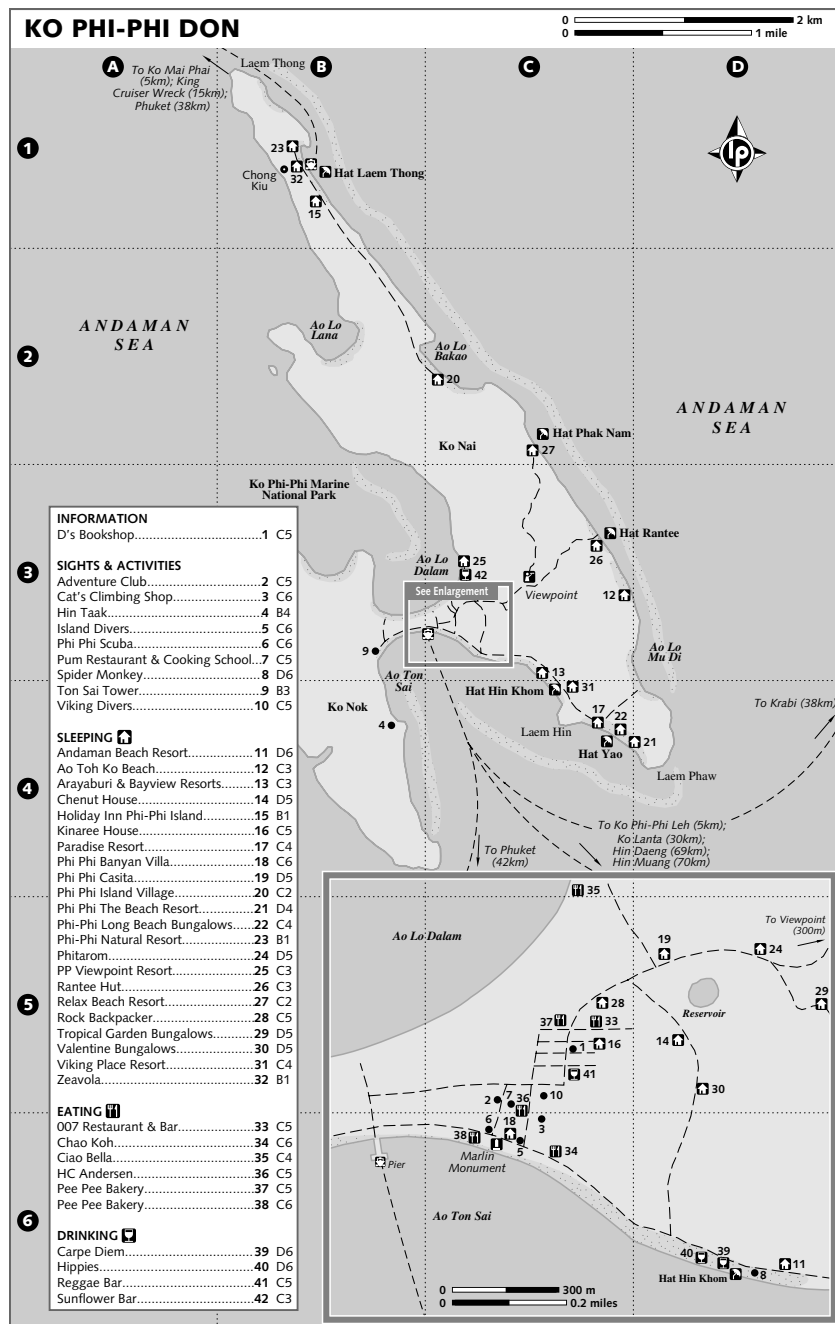 KO PHI-PHI DON
0 2 km
0 1 mile
A
B
C
D
To Ko Mai Phai
(5km); King
Cruiser Wreck (15km);
Phuket (38km)
Laem Thong
1
23
Chong
Kiu
32
Hat Laem Thong
15
lp
ANDAMAN
SEA
2
Ao Lo
Lana
Ao Lo
Bakao
20
ANDAMAN
SEA
Hat Phak Nam
Ko Nai
27
Ko Phi-Phi Marine
National Park
3
Hat Rantee
26
Ao Lo
Dalam
25
42
See Enlargement
Viewpoint
12
9
Ao Ton
Sai
Ao Lo
Mu Di
13
Hat Hin Khom
31
Ko Nok
4
17
22
Laem Hin
Hat Yao
21
To Krabi (38km)
Laem Phaw
4
To Phuket
(42km)
To Ko Phi-Phi Leh (5km);
Ko Lanta (30km);
Hin Daeng (69km);
Hin Muang (70km)
INFORMATION
D's Bookshop..............................1 C5
SIGHTS & ACTIVITIES
Adventure Club..........................2 C5
Cat's Climbing Shop...................3 C6
Hin Taak.....................................4 B4
Island Divers...............................5 C6
Phi Phi Scuba.............................6 C6
Pum Restaurant & Cooking School..7 C5
Spider Monkey...........................8 D6
Ton Sai Tower............................9 B3
Viking Divers............................10 C5
SLEEPING
Andaman Beach Resort............11 D6
Ao Toh Ko Beach......................12 C3
Arayaburi & Bayview Resorts....13 C3
Chenut House..........................14 D5
Holiday Inn Phi-Phi Island.........15 B1
Kinaree House..........................16 C5
Paradise Resort.........................17 C4
Phi Phi Banyan Villa..................18 C6
Phi Phi Casita...........................19 D5
Phi Phi Island Village................20 C2
Phi Phi The Beach Resort..........21 D4
Phi-Phi Long Beach Bungalows..22 C4
Phi-Phi Natural Resort..............23 B1
Phitarom..................................24 D5
PP Viewpoint Resort.................25 C3
Rantee Hut...............................26 C3
Relax Beach Resort...................27 C2
Rock Backpacker......................28 C5
Tropical Garden Bungalows......29 D5
Valentine Bungalows................30 D5
Viking Place Resort...................31 C4
Zeavola....................................32 B1
EATING
007 Restaurant & Bar...............33 C5
Chao Koh.................................34 C6
Ciao Bella.................................35 C4
HC Andersen............................36 C5
Pee Pee Bakery.........................37 C5
Pee Pee Bakery.........................38 C6
DRINKING
Carpe Diem..............................39 D6
Hippies.....................................40 D6
Reggae Bar...............................41 C5
Sunflower Bar...........................42 C3
5
6
35
Ao Lo Dalam
To Viewpoint
(300m)
19
24
29
28
Reservoir
37
33
14
1
16
41
30
2
7
36
10
3
6
18
38
5
34
Marlin
Monument
Pier
Ao Ton Sai
40
39
Hat Hin Khom
8
11
0 300 m
0 0.2 miles